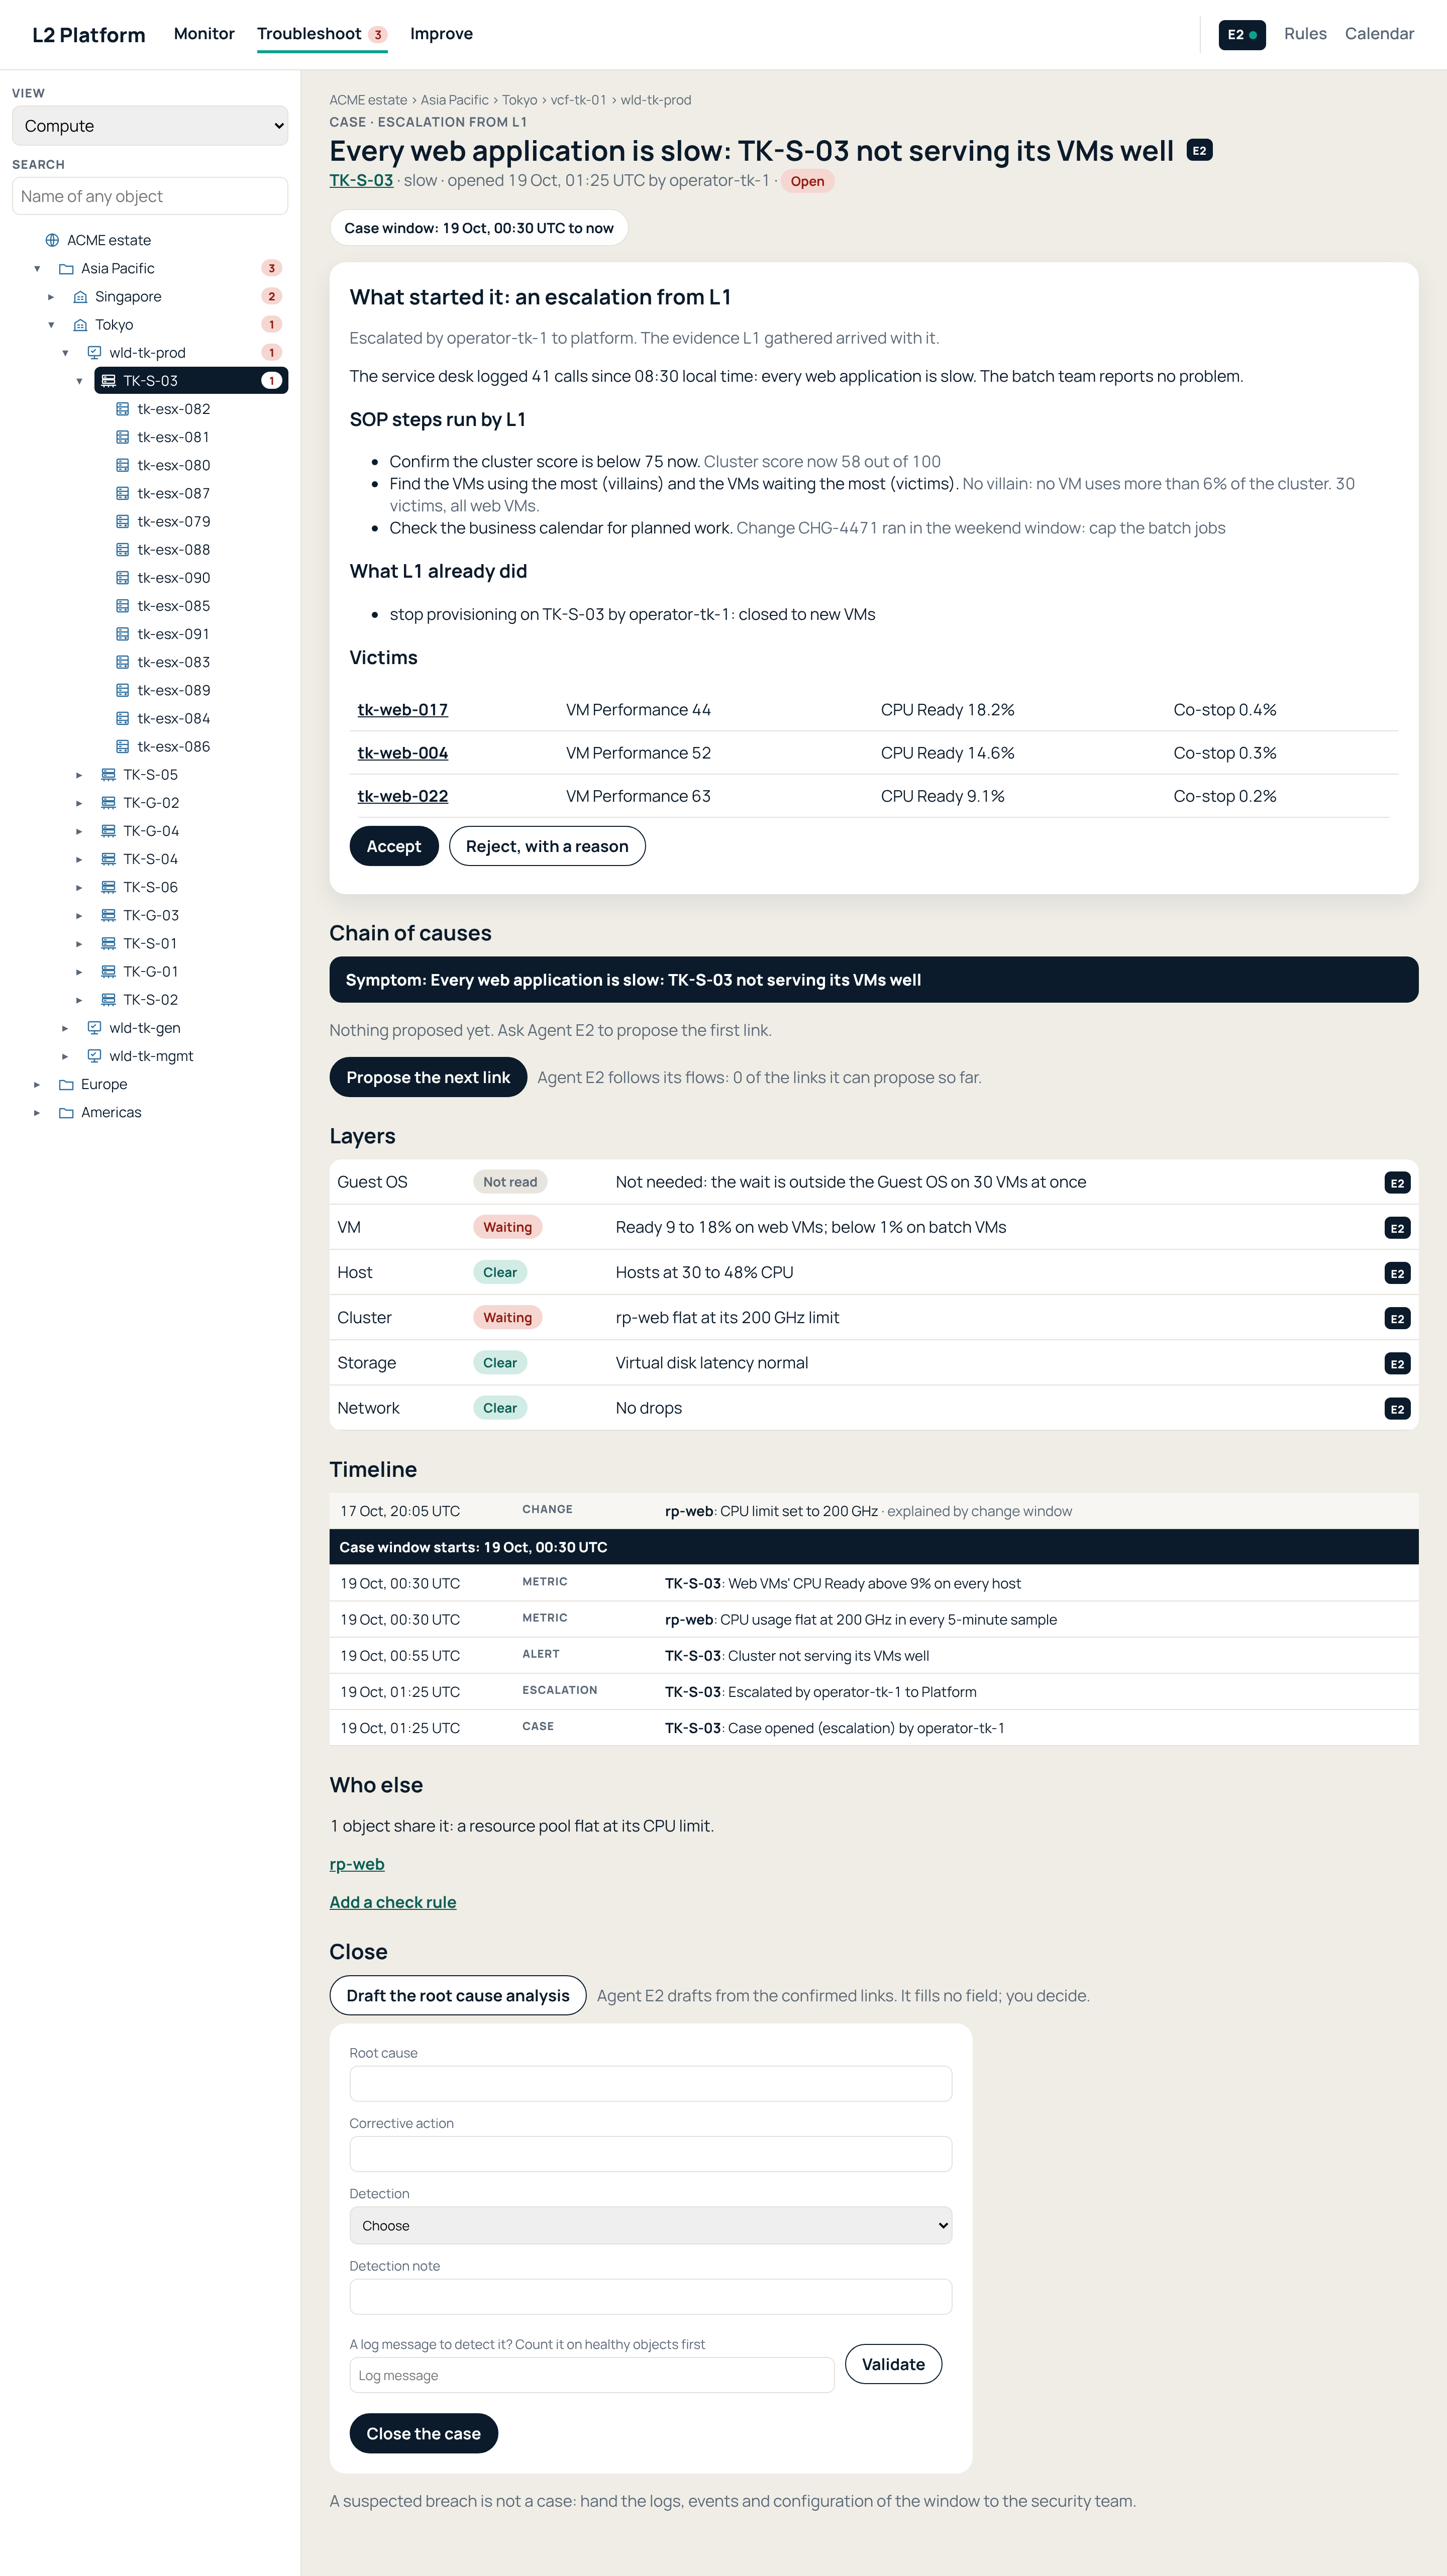 L2 Platform
Monitor
Troubleshoot 3
Improve
E2
Rules
Calendar
VIEW
Compute
SEARCH
Name of any object
ACME estate
Asia Pacific 3
Singapore 2
Tokyo 1
wld-tk-prod 1
TK-S-03 1
tk-esx-082
tk-esx-081
tk-esx-080
tk-esx-087
tk-esx-079
tk-esx-088
tk-esx-090
tk-esx-085
tk-esx-091
tk-esx-083
tk-esx-089
tk-esx-084
tk-esx-086
TK-S-05
TK-G-02
TK-G-04
TK-S-04
TK-S-06
TK-G-03
TK-S-01
TK-G-01
TK-S-02
wld-tk-gen
wld-tk-mgmt
Europe
Americas
ACME estate › Asia Pacific › Tokyo › vcf-tk-01 › wld-tk-prod
CASE · ESCALATION FROM L1
Every web application is slow: TK-S-03 not serving its VMs well E2
TK-S-03 · slow · opened 19 Oct, 01:25 UTC by operator-tk-1 · Open
Case window: 19 Oct, 00:30 UTC to now
What started it: an escalation from L1
Escalated by operator-tk-1 to platform. The evidence L1 gathered arrived with it.
The service desk logged 41 calls since 08:30 local time: every web application is slow. The batch team reports no problem.
SOP steps run by L1
• Confirm the cluster score is below 75 now. Cluster score now 58 out of 100
• Find the VMs using the most (villains) and the VMs waiting the most (victims). No villain: no VM uses more than 6% of the cluster. 30
victims, all web VMs.
• Check the business calendar for planned work. Change CHG-4471 ran in the weekend window: cap the batch jobs
What L1 already did
• stop provisioning on TK-S-03 by operator-tk-1: closed to new VMs
Victims
tk-web-017 VM Performance 44 CPU Ready 18.2% Co-stop 0.4%
tk-web-004 VM Performance 52 CPU Ready 14.6% Co-stop 0.3%
tk-web-022 VM Performance 63 CPU Ready 9.1% Co-stop 0.2%
Accept
Reject, with a reason
Chain of causes
Symptom: Every web application is slow: TK-S-03 not serving its VMs well
Nothing proposed yet. Ask Agent E2 to propose the first link.
Propose the next link Agent E2 follows its flows: 0 of the links it can propose so far.
Layers
Guest OS Not read Not needed: the wait is outside the Guest OS on 30 VMs at once E2
VM Waiting Ready 9 to 18% on web VMs; below 1% on batch VMs E2
Host Clear Hosts at 30 to 48% CPU E2
Cluster Waiting rp-web flat at its 200 GHz limit E2
Storage Clear Virtual disk latency normal E2
Network Clear No drops E2
Timeline
17 Oct, 20:05 UTC CHANGE rp-web: CPU limit set to 200 GHz · explained by change window
Case window starts: 19 Oct, 00:30 UTC
19 Oct, 00:30 UTC METRIC TK-S-03: Web VMs' CPU Ready above 9% on every host
19 Oct, 00:30 UTC METRIC rp-web: CPU usage flat at 200 GHz in every 5-minute sample
19 Oct, 00:55 UTC ALERT TK-S-03: Cluster not serving its VMs well
19 Oct, 01:25 UTC ESCALATION TK-S-03: Escalated by operator-tk-1 to Platform
19 Oct, 01:25 UTC CASE TK-S-03: Case opened (escalation) by operator-tk-1
Who else
1 object share it: a resource pool flat at its CPU limit.
rp-web
Add a check rule
Close
Draft the root cause analysis Agent E2 drafts from the confirmed links. It fills no field; you decide.
Root cause
Corrective action
Detection
Choose
Detection note
A log message to detect it? Count it on healthy objects first
Log message
Validate
Close the case
A suspected breach is not a case: hand the logs, events and configuration of the window to the security team.